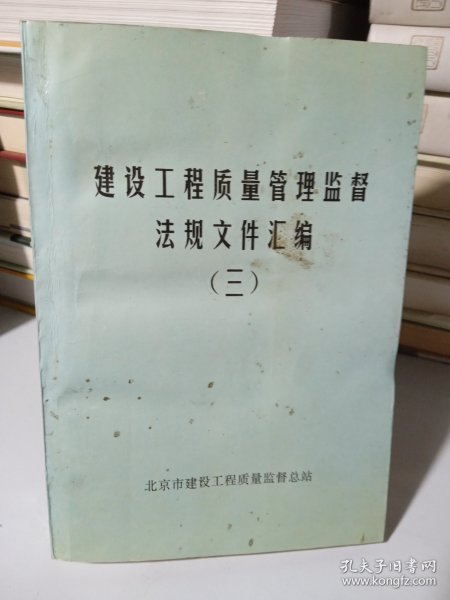 建设工程质量管理监督
法规文件汇编
(三)
北京市建设工程质量监督总站
孔夫子旧书网
www.kongfz.com